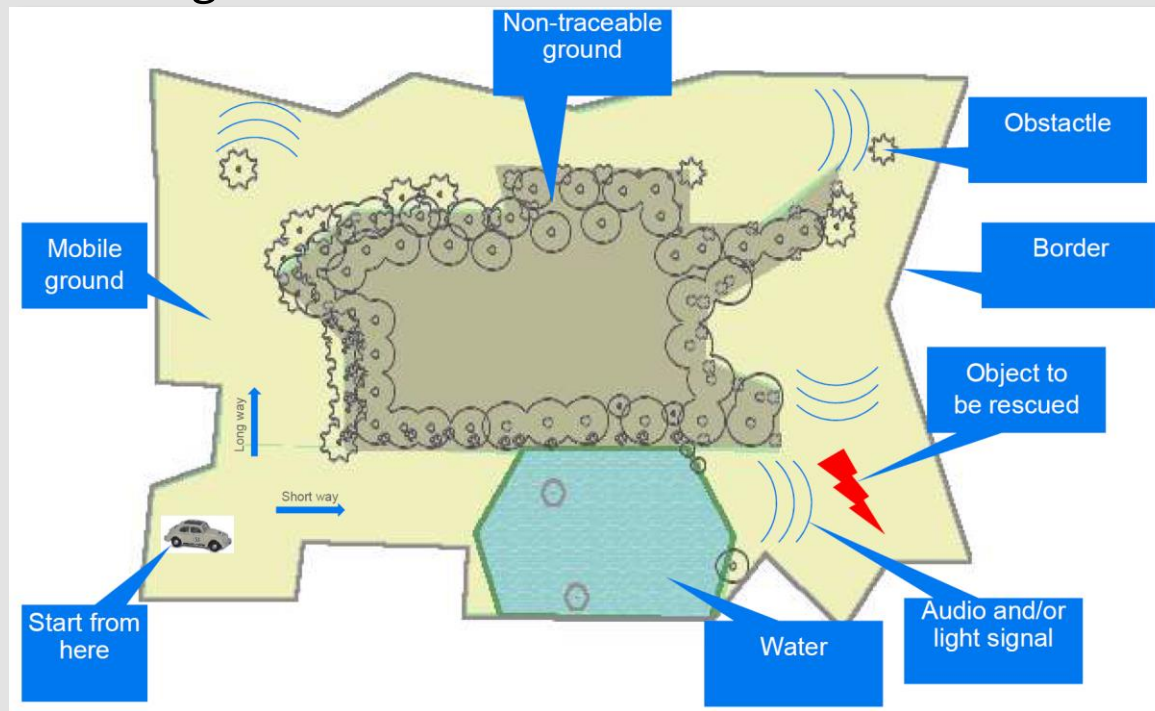 Non-traceable
ground
Obstactle
Mobile
ground
Border
Object to
be rescued
Long way
Short way
Start from
here
Water
Audio and/or
light signal